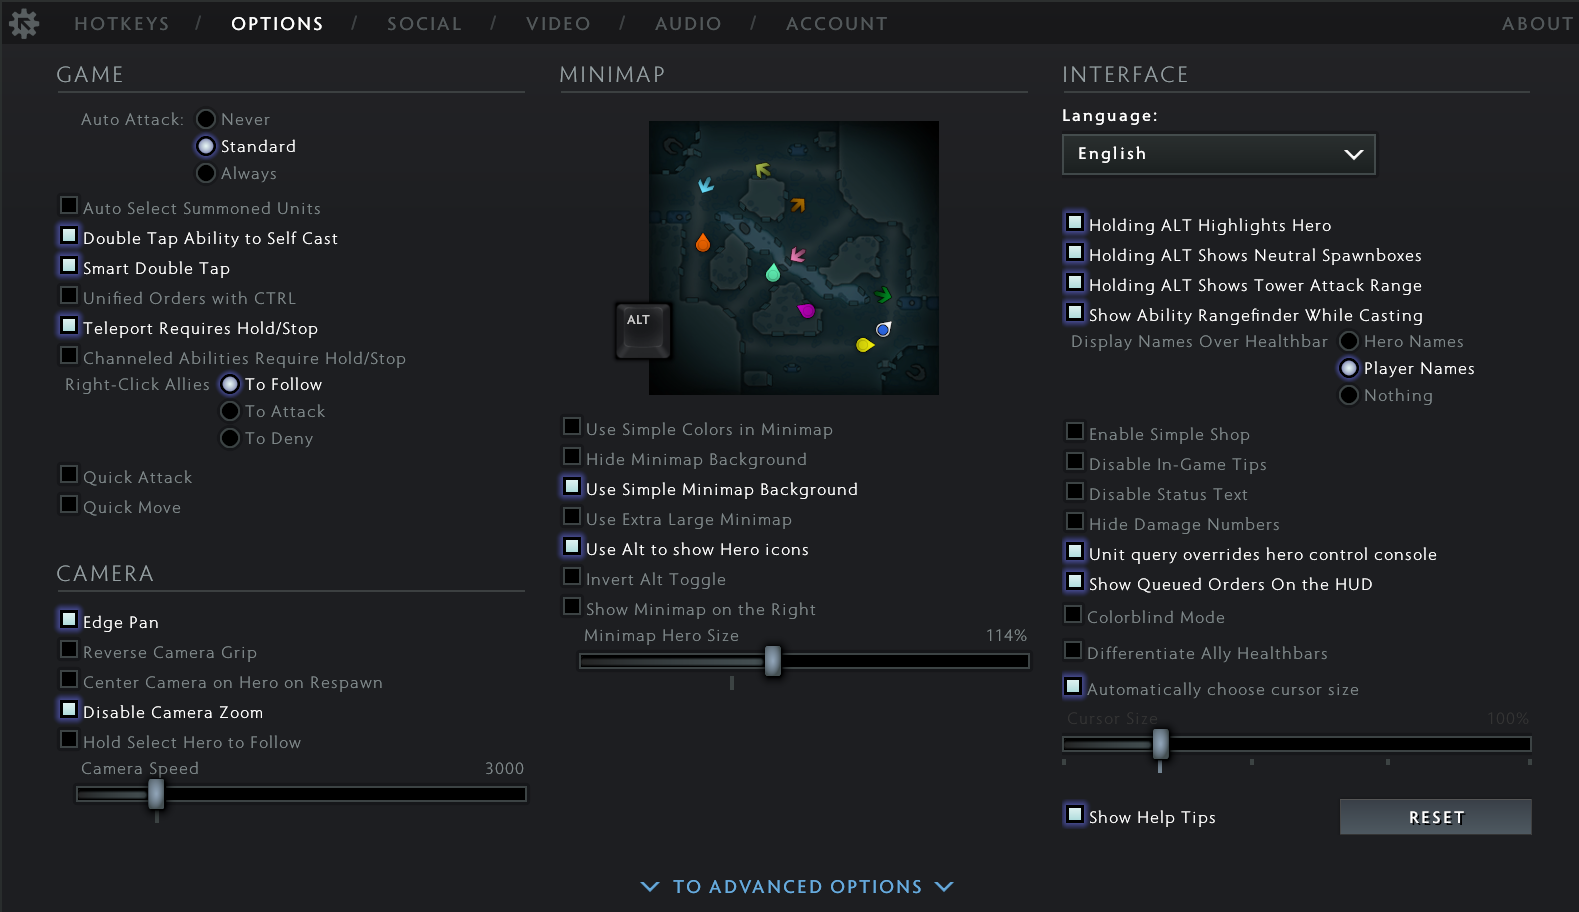 HOTKEYS / OPTIONS / SOCIAL / VIDEO / AUDIO / ACCOUNT
ABOUT
GAME
Auto Attack:
Never
Standard
Always
Auto Select Summoned Units
Double Tap Ability to Self Cast
Smart Double Tap
Unified Orders with CTRL
Teleport Requires Hold/Stop
Channeled Abilities Require Hold/Stop
Right-Click Allies
To Follow
To Attack
To Deny
Quick Attack
Quick Move
CAMERA
Edge Pan
Reverse Camera Grip
Center Camera on Hero on Respawn
Disable Camera Zoom
Hold Select Hero to Follow
Camera Speed 3000
MINIMAP
ALT
Use Simple Colors in Minimap
Hide Minimap Background
Use Simple Minimap Background
Use Extra Large Minimap
Use Alt to show Hero icons
Invert Alt Toggle
Show Minimap on the Right
Minimap Hero Size 114%
INTERFACE
Language:
English
Holding ALT Highlights Hero
Holding ALT Shows Neutral Spawnboxes
Holding ALT Shows Tower Attack Range
Show Ability Rangefinder While Casting
Display Names Over Healthbar
Hero Names
Player Names
Nothing
Enable Simple Shop
Disable In-Game Tips
Disable Status Text
Hide Damage Numbers
Unit query overrides hero control console
Show Queued Orders On the HUD
Colorblind Mode
Differentiate Ally Healthbars
Automatically choose cursor size
Cursor Size 100%
Show Help Tips
RESET
TO ADVANCED OPTIONS